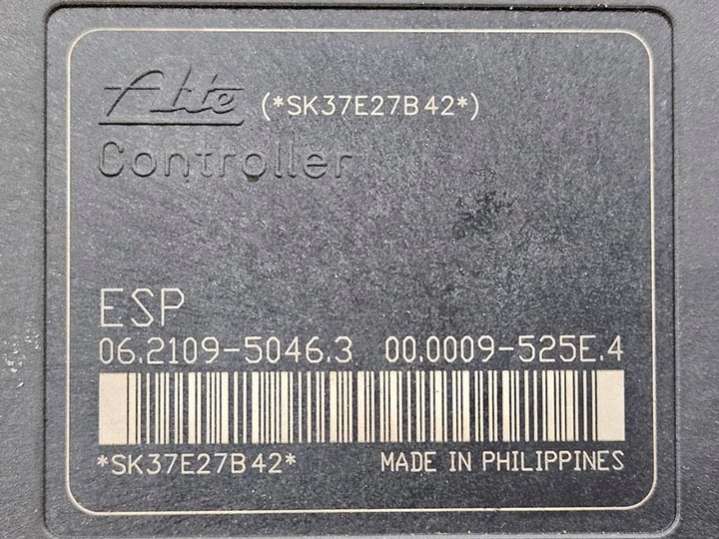 Ate (*SK37E27B42*)
Controller
ESP
06.2109-5046.3 00.0009-525E.4
*SK37E27B42* MADE IN PHILIPPINES